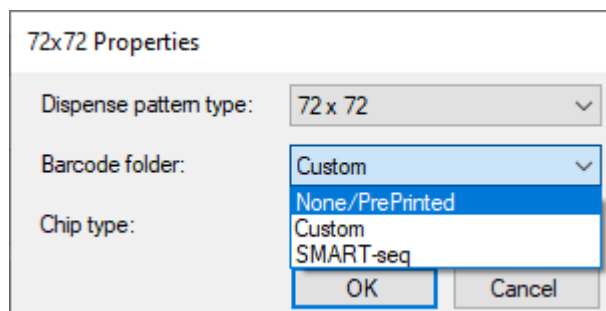 72x72 Properties
Dispense pattern type: 72 x 72
Barcode folder: Custom
None/PrePrinted
Chip type: Custom
SMART-seq
OK Cancel